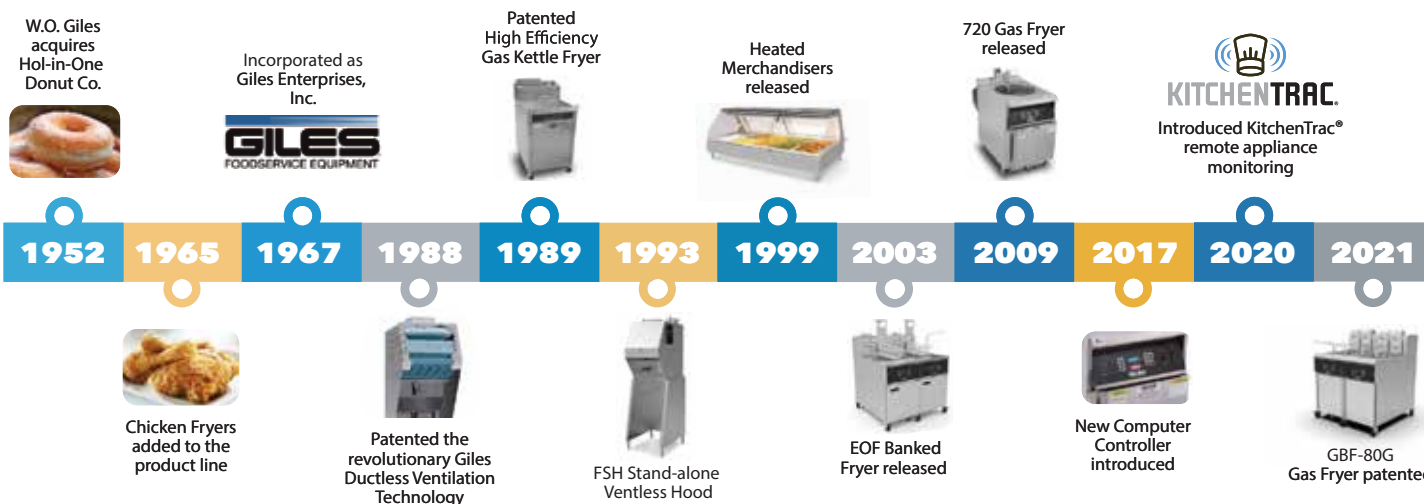 W.O. Giles
acquires
Hol-in-One
Donut Co.
Incorporated as
Giles Enterprises,
Inc.
GILES
FOODSERVICE EQUIPMENT
Patented
High Efficiency
Gas Kettle Fryer
Heated
Merchandisers
released
720 Gas Fryer
released
KITCHENTRAC®
Introduced KitchenTrac®
remote appliance
monitoring
1952 1965 1967 1988 1989 1993 1999 2003 2009 2017 2020 2021
Chicken Fryers
added to the
product line
Patented the
revolutionary Giles
Ductless Ventilation
Technology
FSH Stand-alone
Ventless Hood
EOF Banked
Fryer released
New Computer
Controller
introduced
GBF-80G
Gas Fryer patented